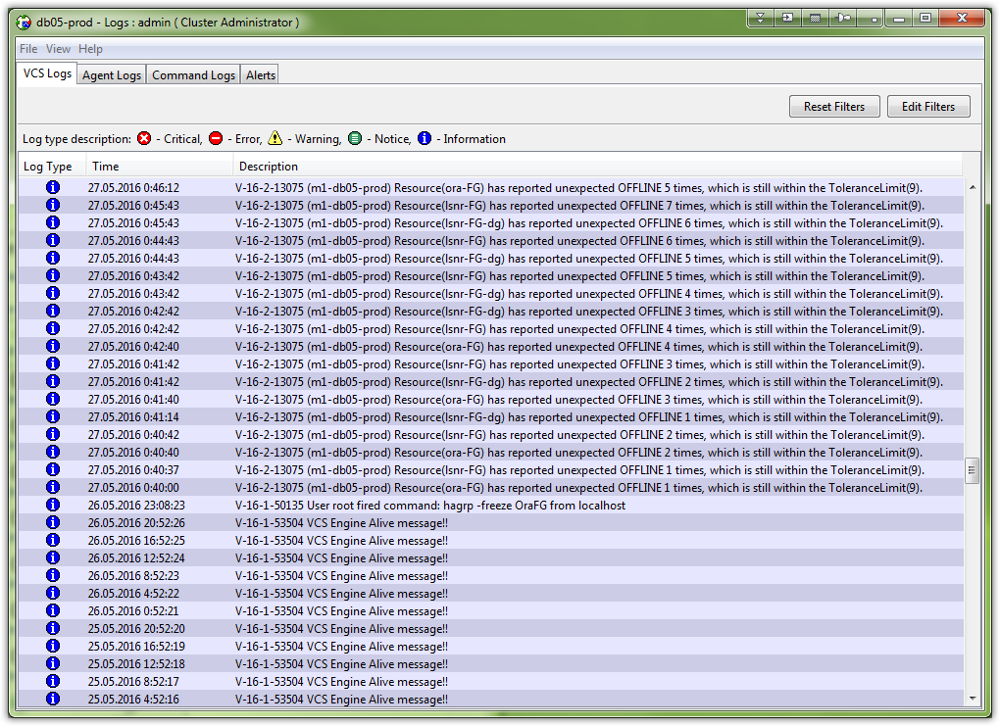 db05-prod - Logs : admin ( Cluster Administrator )
File View Help
VCS Logs Agent Logs Command Logs Alerts
Reset Filters Edit Filters
Log type description: - Critical, - Error, - Warning, - Notice, - Information
Log Type Time Description
27.05.2016 0:46:12 V-16-2-13075 (m1-db05-prod) Resource(ora-FG) has reported unexpected OFFLINE 5 times, which is still within the ToleranceLimit(9).
27.05.2016 0:45:43 V-16-2-13075 (m1-db05-prod) Resource(lsnr-FG) has reported unexpected OFFLINE 7 times, which is still within the ToleranceLimit(9).
27.05.2016 0:45:43 V-16-2-13075 (m1-db05-prod) Resource(lsnr-FG-dg) has reported unexpected OFFLINE 6 times, which is still within the ToleranceLimit(9).
27.05.2016 0:44:43 V-16-2-13075 (m1-db05-prod) Resource(lsnr-FG) has reported unexpected OFFLINE 6 times, which is still within the ToleranceLimit(9).
27.05.2016 0:44:43 V-16-2-13075 (m1-db05-prod) Resource(lsnr-FG-dg) has reported unexpected OFFLINE 5 times, which is still within the ToleranceLimit(9).
27.05.2016 0:43:42 V-16-2-13075 (m1-db05-prod) Resource(lsnr-FG) has reported unexpected OFFLINE 5 times, which is still within the ToleranceLimit(9).
27.05.2016 0:43:42 V-16-2-13075 (m1-db05-prod) Resource(lsnr-FG-dg) has reported unexpected OFFLINE 4 times, which is still within the ToleranceLimit(9).
27.05.2016 0:42:42 V-16-2-13075 (m1-db05-prod) Resource(lsnr-FG-dg) has reported unexpected OFFLINE 3 times, which is still within the ToleranceLimit(9).
27.05.2016 0:42:42 V-16-2-13075 (m1-db05-prod) Resource(lsnr-FG) has reported unexpected OFFLINE 4 times, which is still within the ToleranceLimit(9).
27.05.2016 0:42:40 V-16-2-13075 (m1-db05-prod) Resource(ora-FG) has reported unexpected OFFLINE 4 times, which is still within the ToleranceLimit(9).
27.05.2016 0:41:42 V-16-2-13075 (m1-db05-prod) Resource(lsnr-FG) has reported unexpected OFFLINE 3 times, which is still within the ToleranceLimit(9).
27.05.2016 0:41:42 V-16-2-13075 (m1-db05-prod) Resource(lsnr-FG-dg) has reported unexpected OFFLINE 2 times, which is still within the ToleranceLimit(9).
27.05.2016 0:41:40 V-16-2-13075 (m1-db05-prod) Resource(ora-FG) has reported unexpected OFFLINE 3 times, which is still within the ToleranceLimit(9).
27.05.2016 0:41:14 V-16-2-13075 (m1-db05-prod) Resource(lsnr-FG-dg) has reported unexpected OFFLINE 1 times, which is still within the ToleranceLimit(9).
27.05.2016 0:40:42 V-16-2-13075 (m1-db05-prod) Resource(lsnr-FG) has reported unexpected OFFLINE 2 times, which is still within the ToleranceLimit(9).
27.05.2016 0:40:40 V-16-2-13075 (m1-db05-prod) Resource(ora-FG) has reported unexpected OFFLINE 2 times, which is still within the ToleranceLimit(9).
27.05.2016 0:40:37 V-16-2-13075 (m1-db05-prod) Resource(lsnr-FG) has reported unexpected OFFLINE 1 times, which is still within the ToleranceLimit(9).
27.05.2016 0:40:00 V-16-2-13075 (m1-db05-prod) Resource(ora-FG) has reported unexpected OFFLINE 1 times, which is still within the ToleranceLimit(9).
26.05.2016 23:08:23 V-16-1-50135 User root fired command: hagrp -freeze OraFG from localhost
26.05.2016 20:52:26 V-16-1-53504 VCS Engine Alive message!!
26.05.2016 16:52:25 V-16-1-53504 VCS Engine Alive message!!
26.05.2016 12:52:24 V-16-1-53504 VCS Engine Alive message!!
26.05.2016 8:52:23 V-16-1-53504 VCS Engine Alive message!!
26.05.2016 4:52:22 V-16-1-53504 VCS Engine Alive message!!
26.05.2016 0:52:21 V-16-1-53504 VCS Engine Alive message!!
25.05.2016 20:52:20 V-16-1-53504 VCS Engine Alive message!!
25.05.2016 16:52:19 V-16-1-53504 VCS Engine Alive message!!
25.05.2016 12:52:18 V-16-1-53504 VCS Engine Alive message!!
25.05.2016 8:52:17 V-16-1-53504 VCS Engine Alive message!!
25.05.2016 4:52:16 V-16-1-53504 VCS Engine Alive message!!